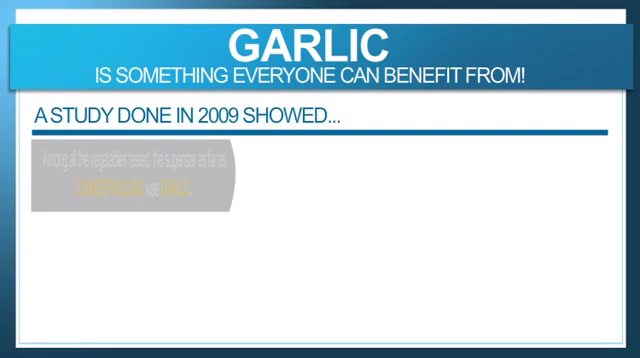 GARLIC
IS SOMETHING EVERYONE CAN BENEFIT FROM!
A STUDY DONE IN 2009 SHOWED...
Among all the vegetables tested, the superstar as far as
CANCER-KILLING was GARLIC.